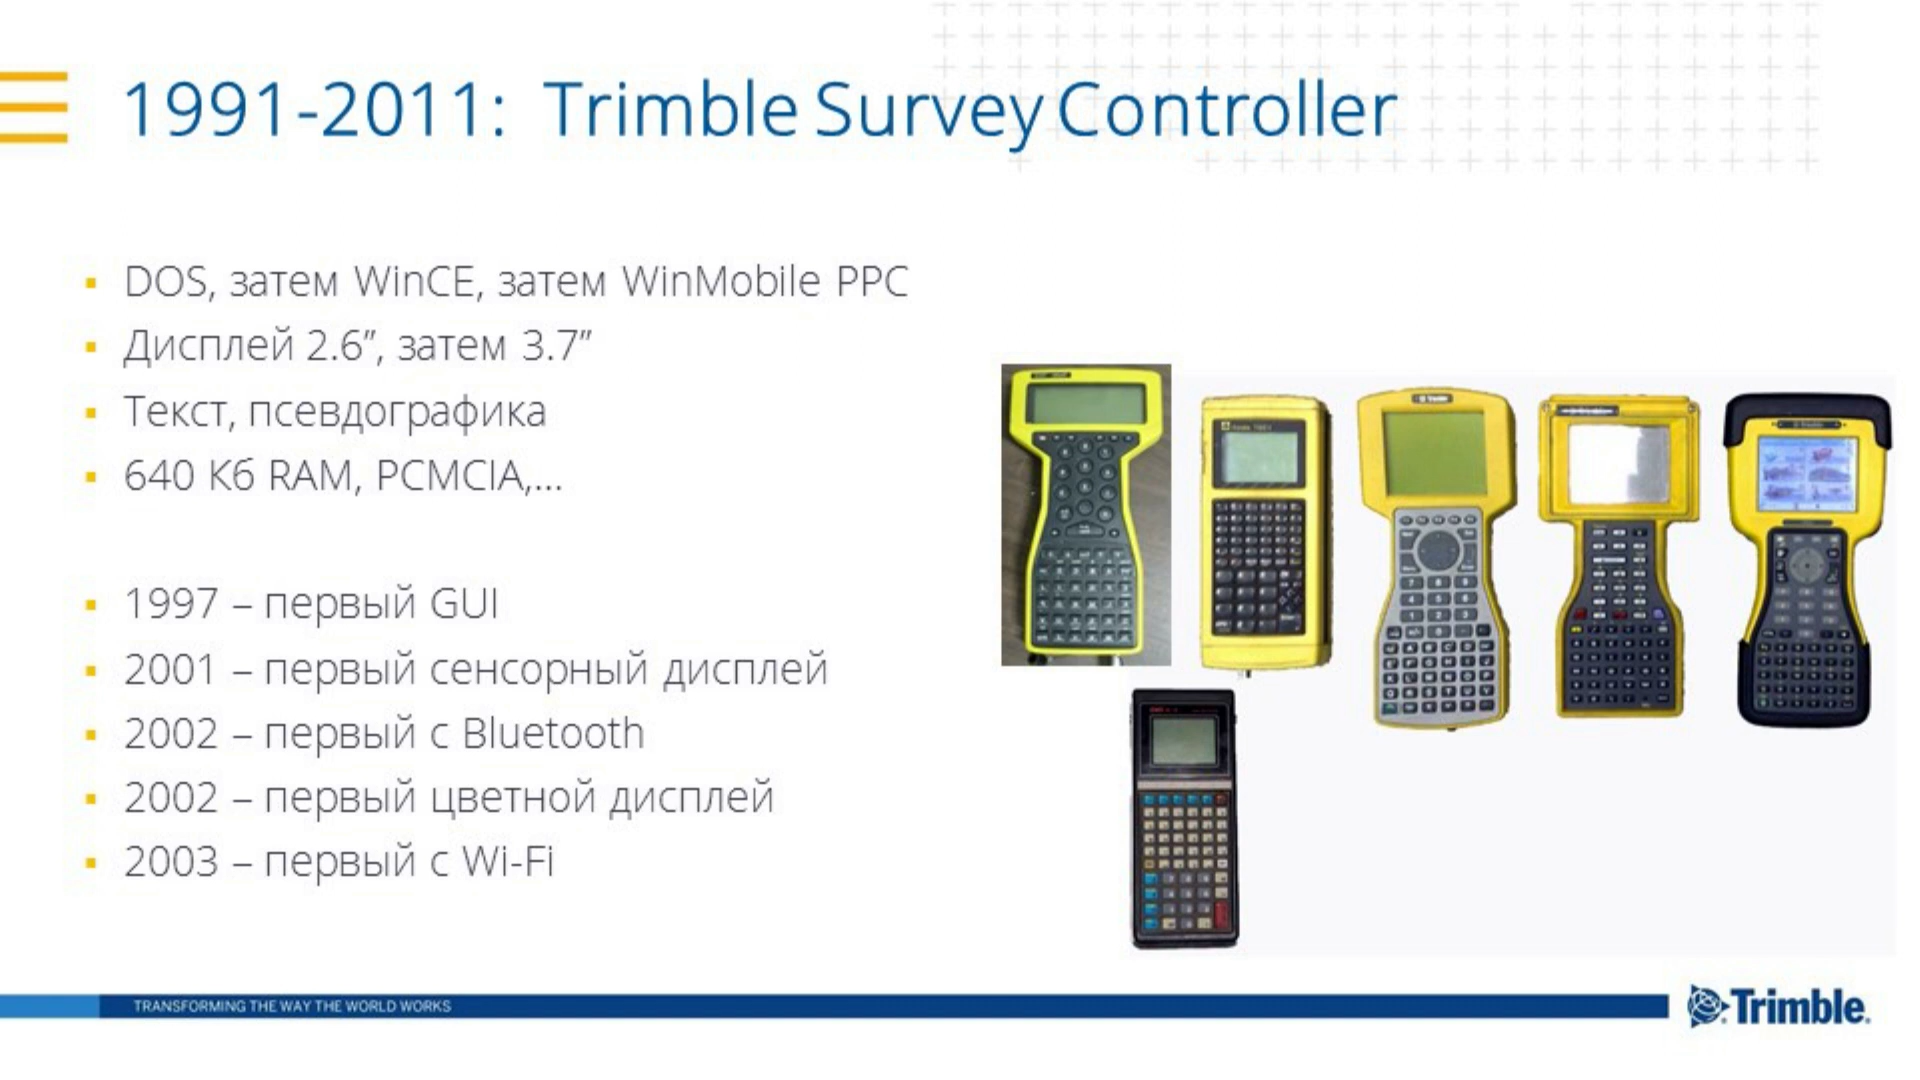 1991-2011: Trimble Survey Controller
DOS, затем WinCE, затем WinMobile PPC
Дисплей 2.6”, затем 3.7”
Текст, псевдографика
640 Кб RAM, PCMCIA,...
1997 – первый GUI
2001 – первый сенсорный дисплей
2002 – первый с Bluetooth
2002 – первый цветной дисплей
2003 – первый с Wi-Fi
TRANSFORMING THE WAY THE WORLD WORKS
Trimble.